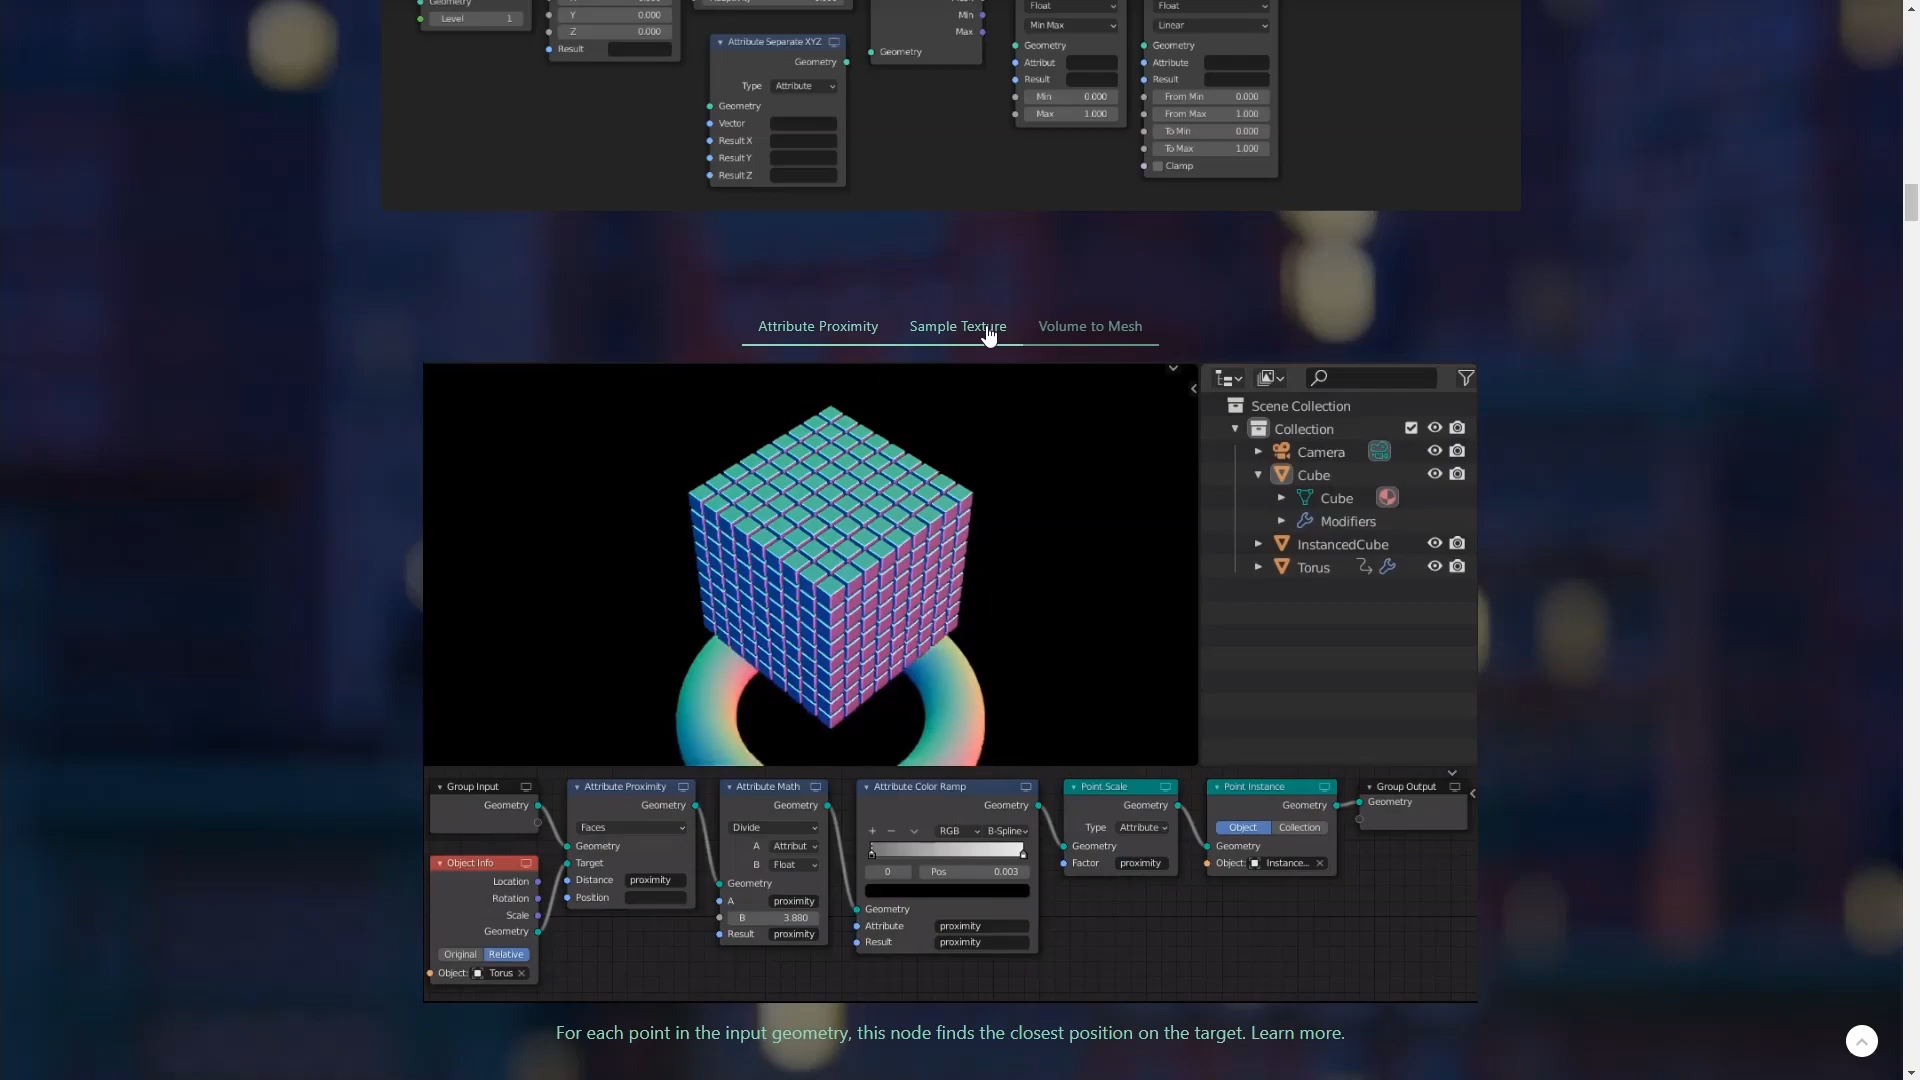 Geometry
Level 1
Y 0.000
Z 0.000
Result
Attribute Separate XYZ
Geometry
Type Attribute
Geometry
Vector
Result X
Result Y
Result Z
Min
Max
Geometry
Float
Min Max
Geometry
Attribut
Result
Min 0.000
Max 1.000
Float
Linear
Geometry
Attribute
Result
From Min 0.000
From Max 1.000
To Min 0.000
To Max 1.000
Clamp
Attribute Proximity Sample Texture Volume to Mesh
Scene Collection
Collection
Camera
Cube
Cube
Modifiers
InstancedCube
Torus
Group Input
Geometry
Object Info
Location
Rotation
Scale
Geometry
Original Relative
Object: Torus
Attribute Proximity
Geometry
Faces
Geometry
Target
Distance proximity
Position
Attribute Math
Geometry
Divide
A Attribut
B Float
Geometry
A proximity
B 3.880
Result proximity
Attribute Color Ramp
Geometry
RGB B-Spline
0 Pos 0.003
Geometry
Attribute proximity
Result proximity
Point Scale
Geometry
Type Attribute
Geometry
Factor proximity
Point Instance
Geometry
Object Collection
Geometry
Object: Instance...
Group Output
Geometry
For each point in the input geometry, this node finds the closest position on the target. Learn more.